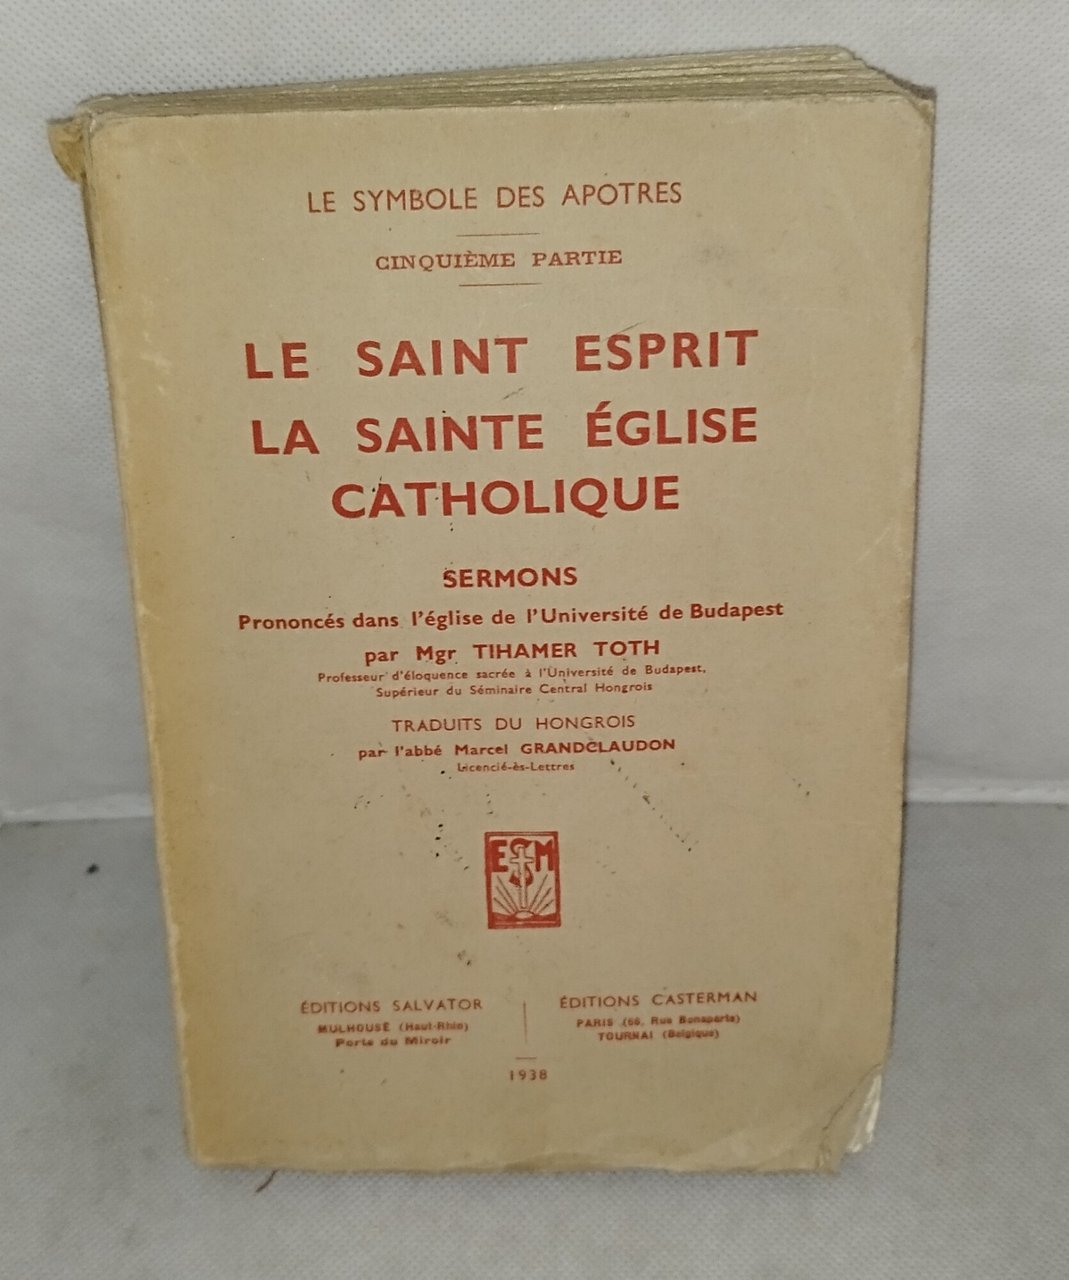 LE SYMBOLE DES APOTRES
CINQUIÈME PARTIE
LE SAINT ESPRIT
LA SAINTE ÉGLISE
CATHOLIQUE
SERMONS
Prononcés dans l'église de l'Université de Budapest
par Mgr TIHAMER TOTH
Professeur d'éloquence sacrée à l'Université de Budapest,
Supérieur du Séminaire Central Hongrois
TRADUITS DU HONGROIS
par l'abbé Marcel GRANDCLAUDON
Licencié-ès-Lettres
E S M
ÉDITIONS SALVATOR
MULHOUSE (Haut-Rhin)
Porte du Miroir
ÉDITIONS CASTERMAN
PARIS (66, Rue Bonaparte)
TOURNAI (Belgique)
1938